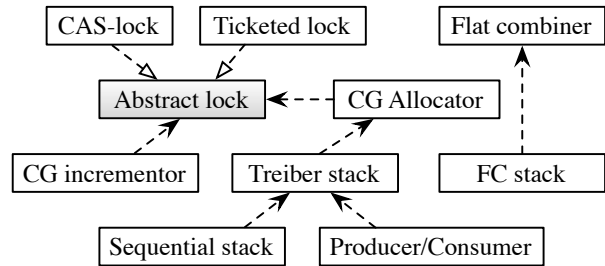 CAS-lock
Ticketed lock
Flat combiner
Abstract lock
CG Allocator
CG incrementor
Treiber stack
FC stack
Sequential stack
Producer/Consumer